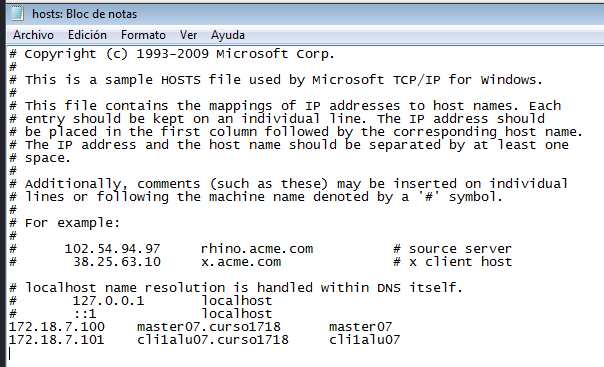 hosts: Bloc de notas
Archivo Edición Formato Ver Ayuda
# Copyright (c) 1993-2009 Microsoft Corp.
#
# This is a sample HOSTS file used by Microsoft TCP/IP for Windows.
#
# This file contains the mappings of IP addresses to host names. Each
# entry should be kept on an individual line. The IP address should
# be placed in the first column followed by the corresponding host name.
# The IP address and the host name should be separated by at least one
# space.
#
# Additionally, comments (such as these) may be inserted on individual
# lines or following the machine name denoted by a '#' symbol.
#
# For example:
#
#      102.54.94.97     rhino.acme.com          # source server
#       38.25.63.10     x.acme.com              # x client host

# localhost name resolution is handled within DNS itself.
#       127.0.0.1       localhost
#       ::1             localhost
172.18.7.100    master07.curso1718      master07
172.18.7.101    cli1alu07.curso1718     cli1alu07